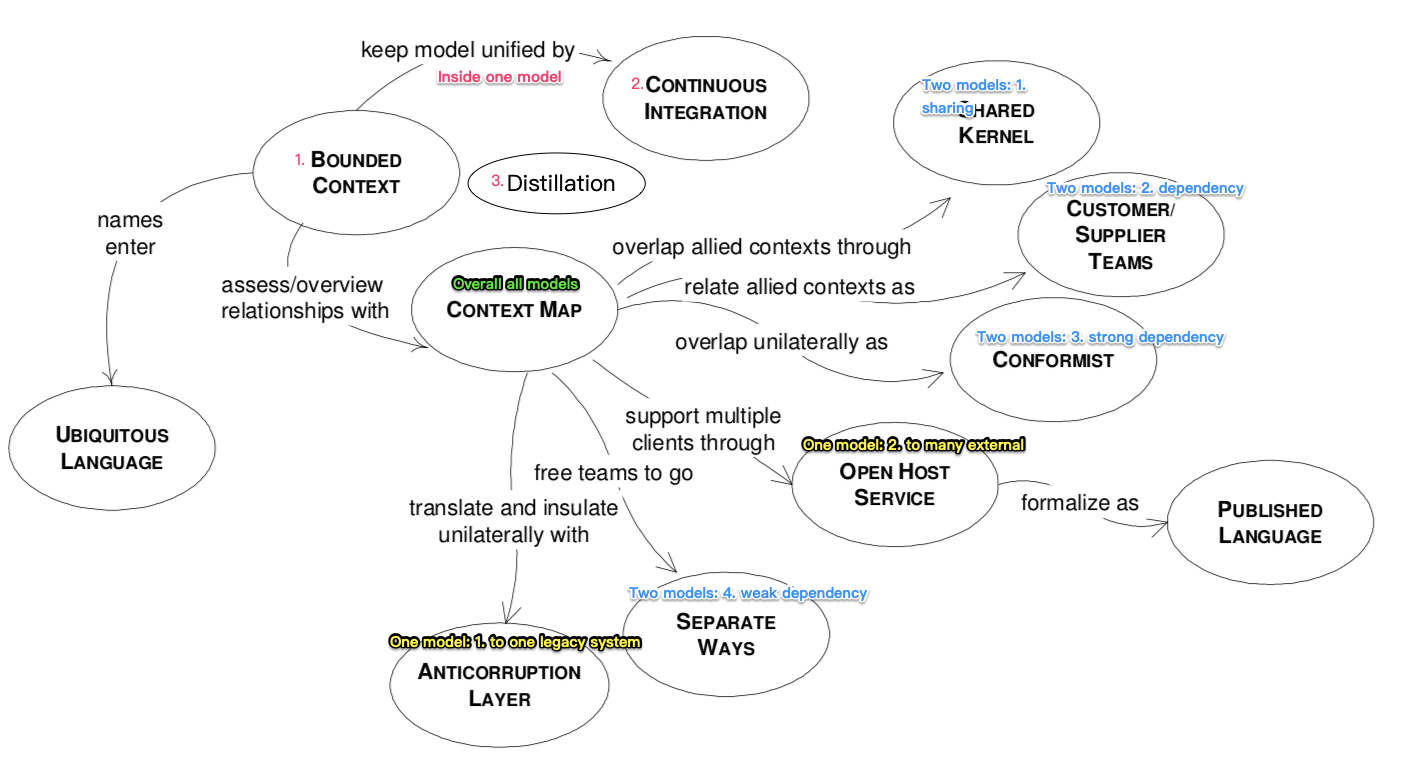 keep model unified by
Inside one model
2. CONTINUOUS
INTEGRATION
Two models: 1.
sharing
SHARED
KERNEL
1. BOUNDED
CONTEXT
3. Distillation
Two models: 2. dependency
CUSTOMER/
SUPPLIER
TEAMS
names
enter
overlap allied contexts through
assess/overview
relationships with
Overall all models
CONTEXT MAP
relate allied contexts as
overlap unilaterally as
Two models: 3. strong dependency
CONFORMIST
support multiple
clients through
UBIQUITOUS
LANGUAGE
One model: 2. to many external
OPEN HOST
SERVICE
free teams to go
formalize as
PUBLISHED
LANGUAGE
translate and insulate
unilaterally with
Two models: 4. weak dependency
SEPARATE
WAYS
One model: 1. to one legacy system
ANTICORRUPTION
LAYER